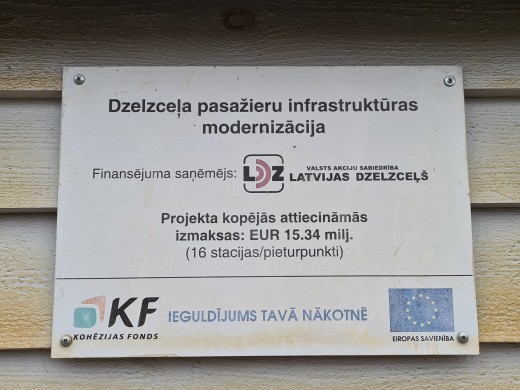 Dzelzceļa pasažieru infrastruktūras
modernizācija
Finansējuma saņēmējs: LDZ VALSTS AKCIJU SABIEDRĪBA
LATVIJAS DZELZCEĻŠ
Projekta kopējās attiecināmās
izmaksas: EUR 15.34 milj.
(16 stacijas/pieturpunkti)
KF IEGULDĪJUMS TAVĀ NĀKOTNĒ
KOHĒZIJAS FONDS EIROPAS SAVIENĪBA